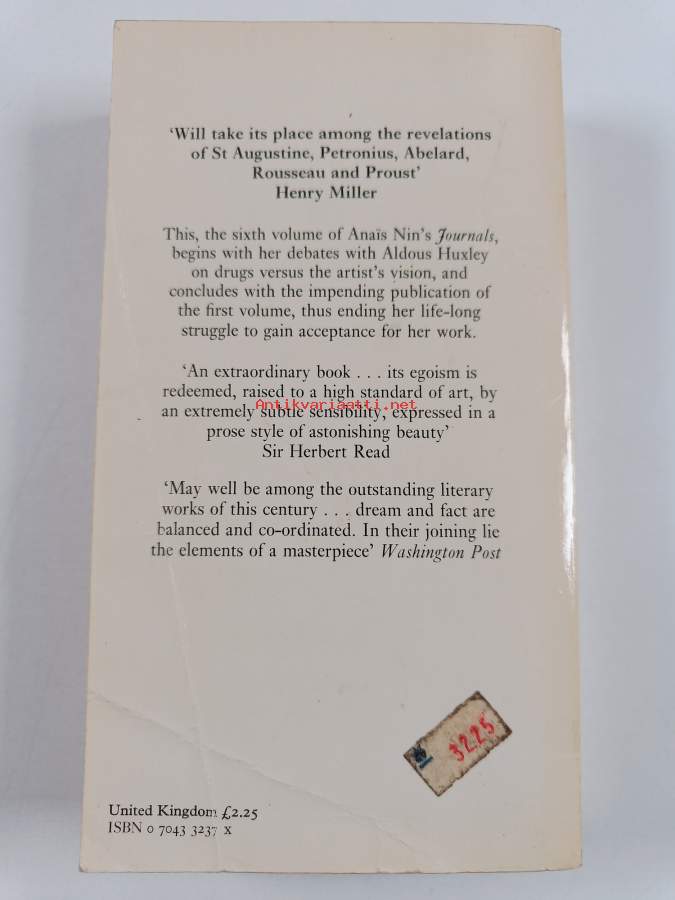 ‘Will take its place among the revelations
of St Augustine, Petronius, Abelard,
Rousseau and Proust’
Henry Miller
This, the sixth volume of Anaïs Nin’s Journals,
begins with her debates with Aldous Huxley
on drugs versus the artist’s vision, and
concludes with the impending publication of
the first volume, thus ending her life-long
struggle to gain acceptance for her work.
‘An extraordinary book . . . its egoism is
redeemed, raised to a high standard of art, by
Antikvariaatti.net
an extremely subtle sensibility, expressed in a
prose style of astonishing beauty’
Sir Herbert Read
‘May well be among the outstanding literary
works of this century . . . dream and fact are
balanced and co-ordinated. In their joining lie
the elements of a masterpiece’ Washington Post
3225
United Kingdom £2.25
ISBN 0 7043 3237 x